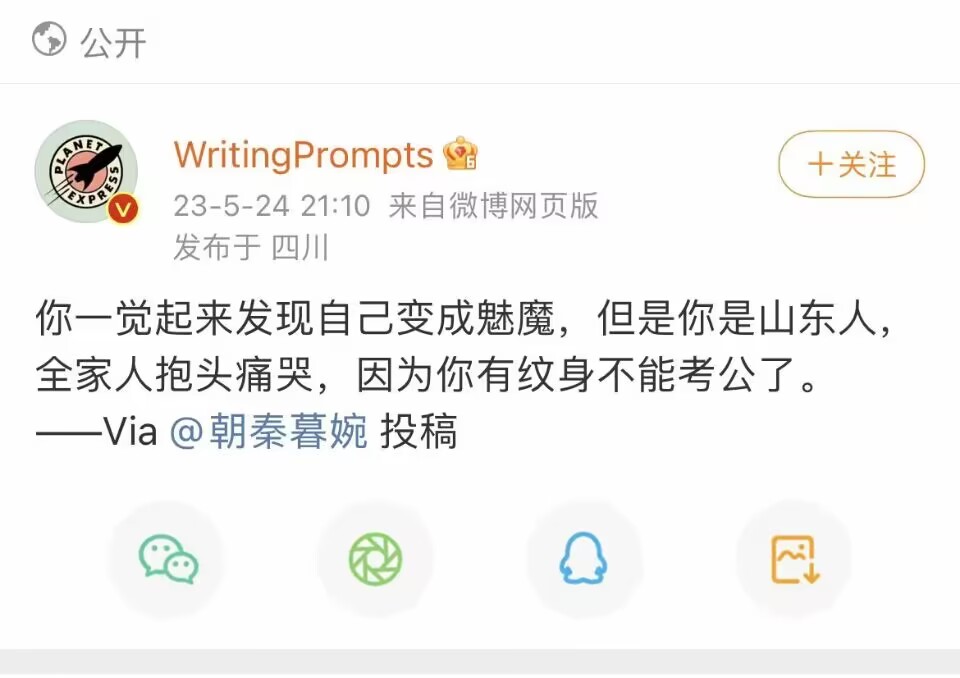 公开
PLANET EXPRESS
WritingPrompts
+关注
23-5-24 21:10 来自微博网页版
发布于 四川
你一觉起来发现自己变成魅魔，但是你是山东人，
全家人抱头痛哭，因为你有纹身不能考公了。
——Via @朝秦暮婉 投稿